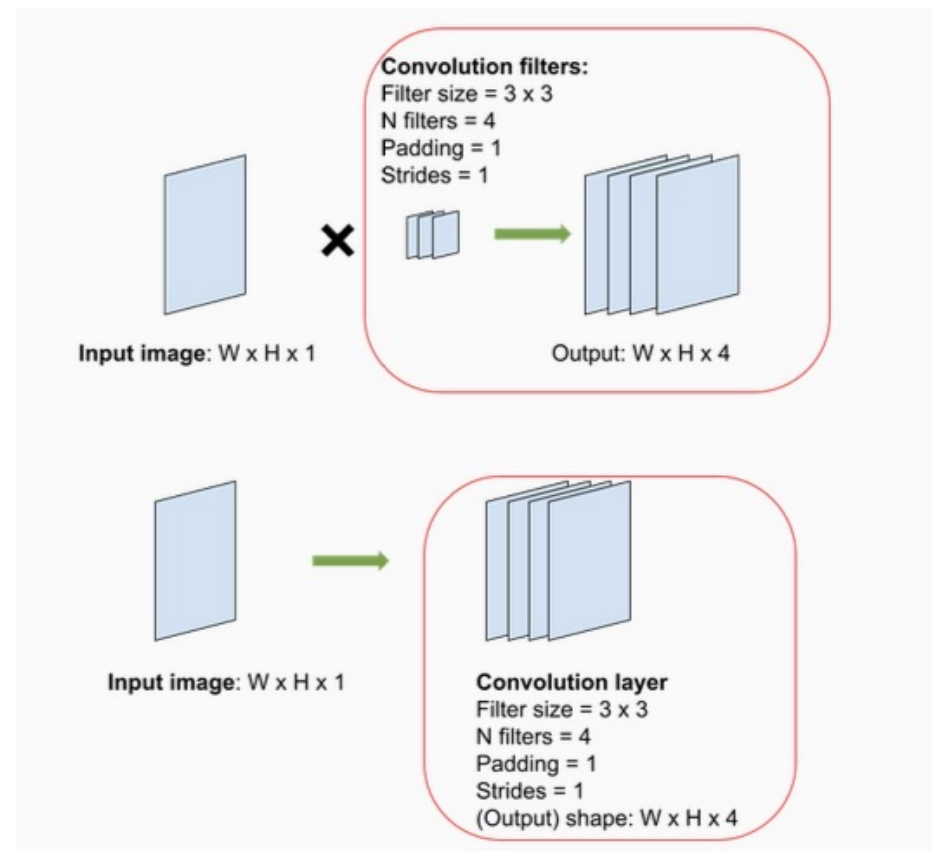 Convolution filters:
Filter size = 3 x 3
N filters = 4
Padding = 1
Strides = 1
Input image: W x H x 1
Output: W x H x 4
Input image: W x H x 1
Convolution layer
Filter size = 3 x 3
N filters = 4
Padding = 1
Strides = 1
(Output) shape: W x H x 4